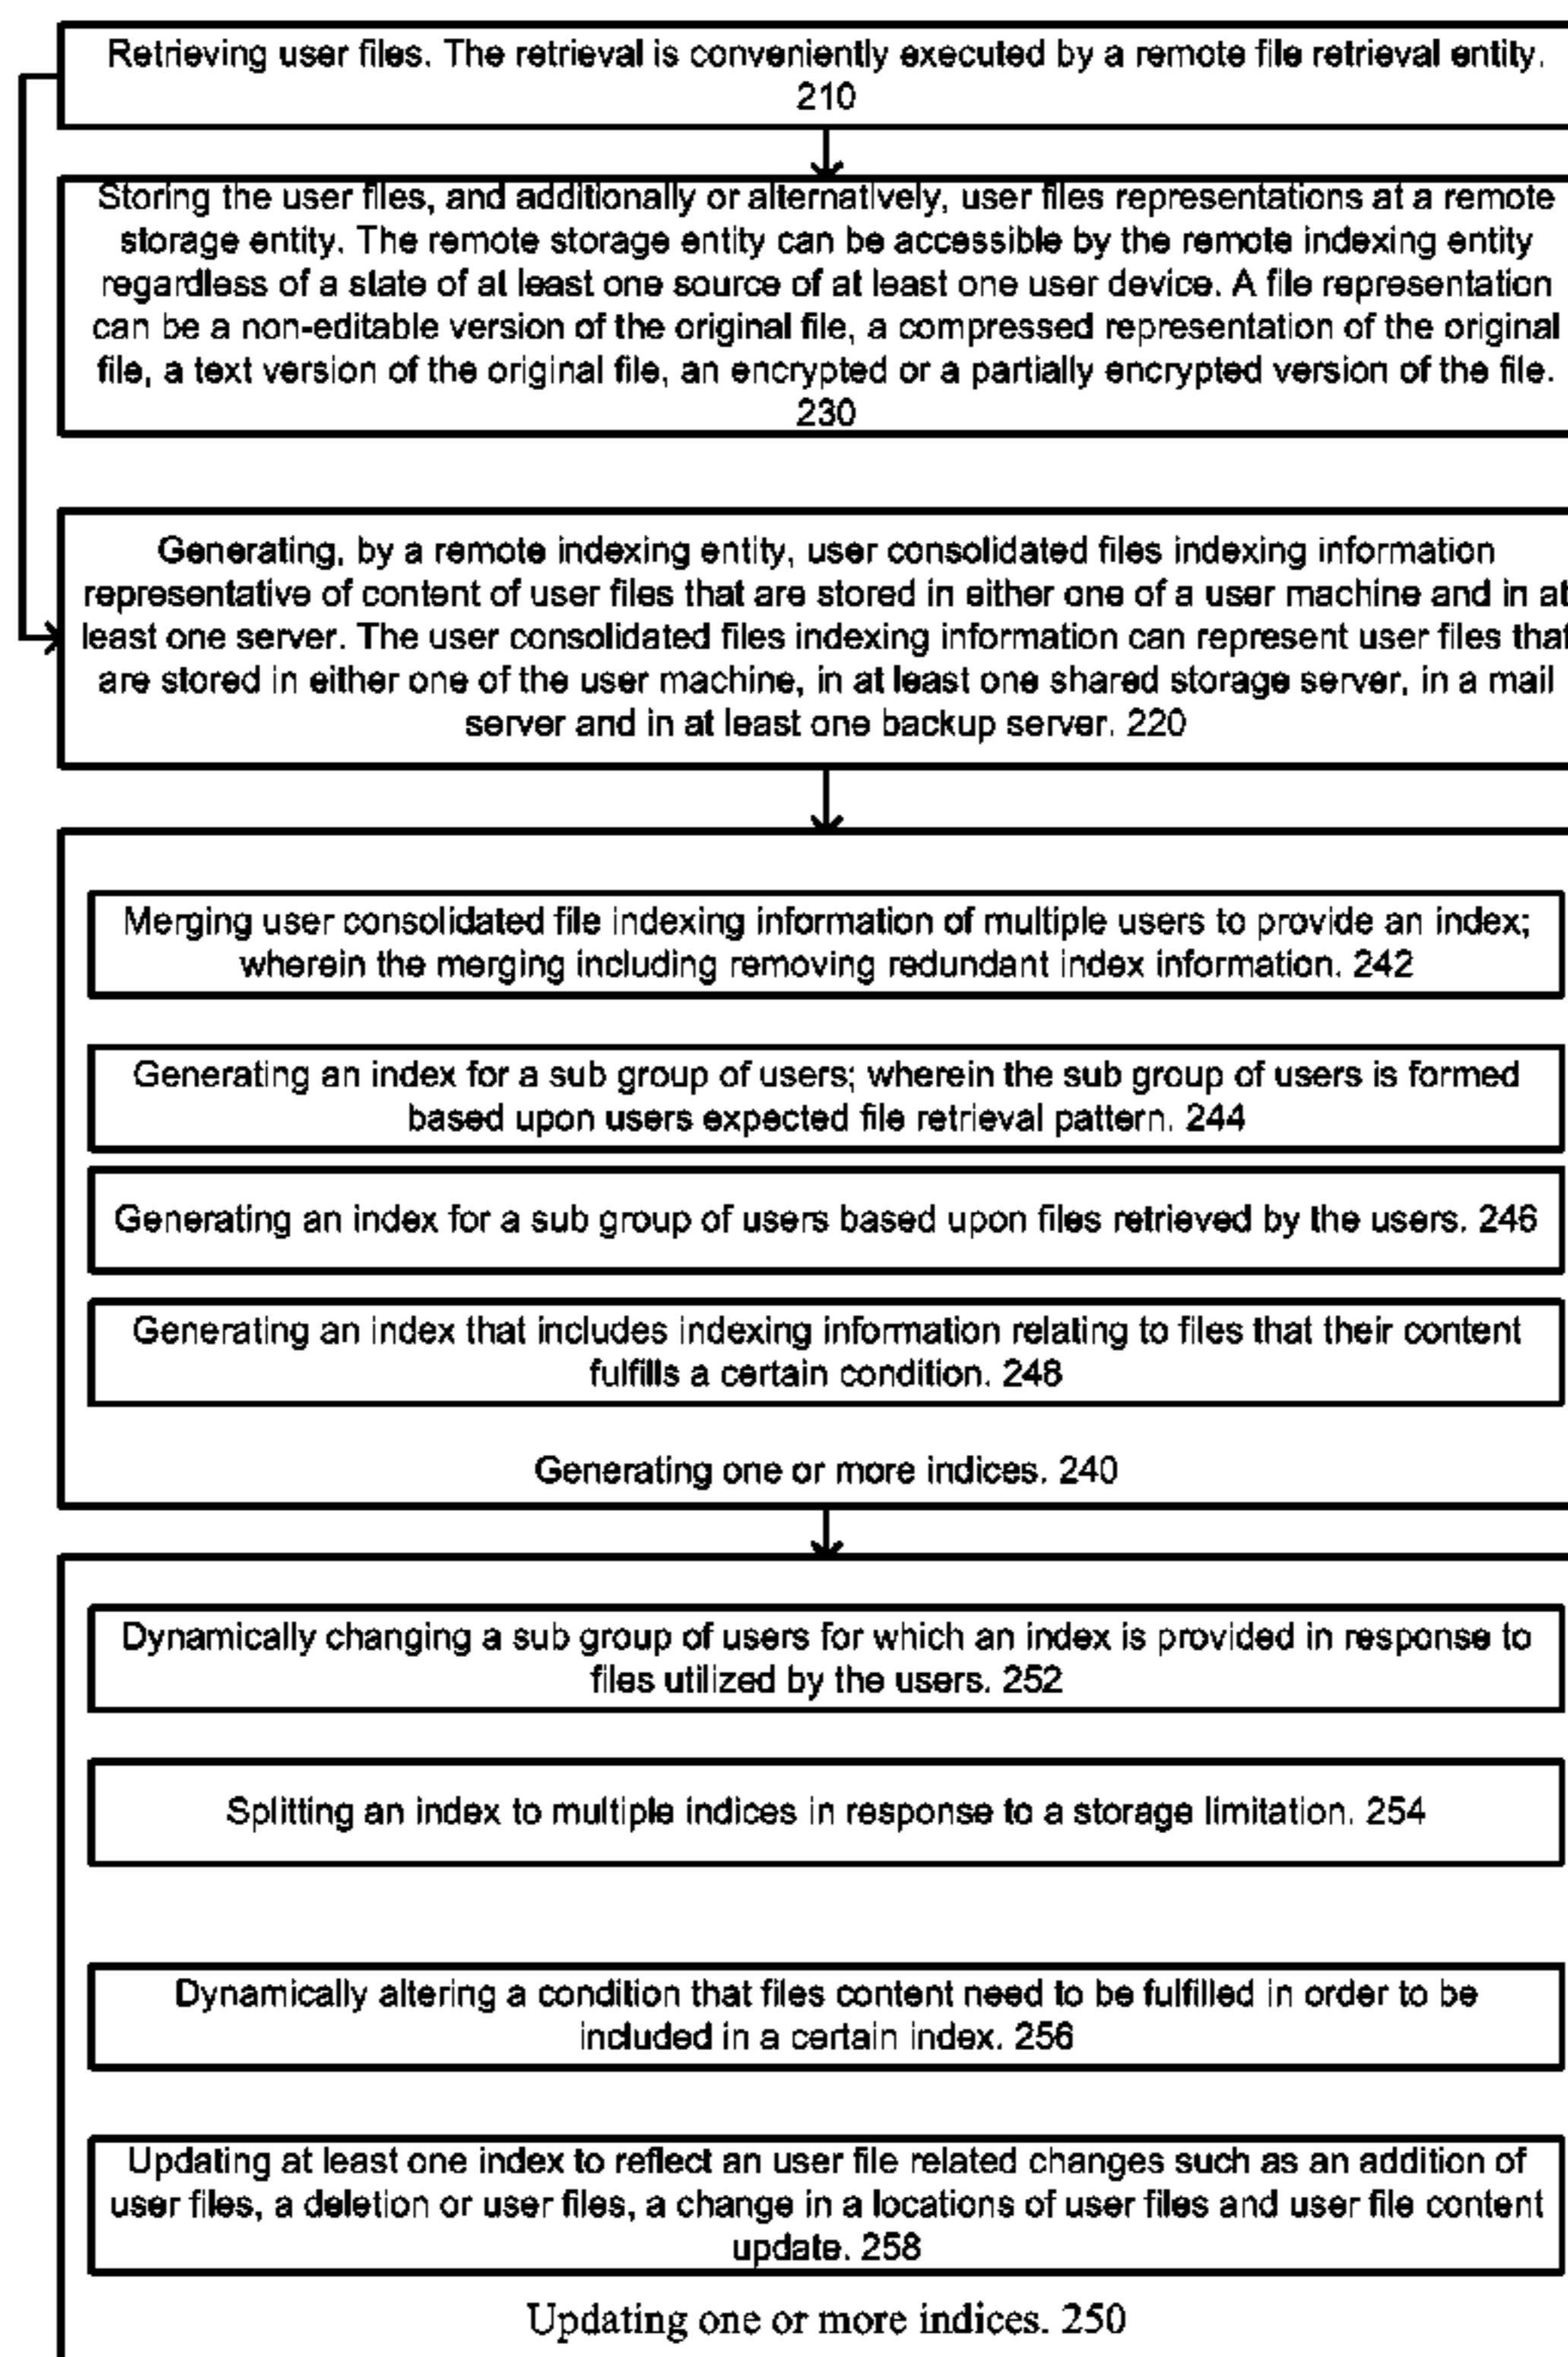 Retrieving user files. The retrieval is conveniently executed by a remote file retrieval entity.
210
Storing the user files, and additionally or alternatively, user files representations at a remote
storage entity. The remote storage entity can be accessible by the remote indexing entity
regardless of a state of at least one source of at least one user device. A file representation
can be a non-editable version of the original file, a compressed representation of the original
file, a text version of the original file, an encrypted or a partially encrypted version of the file.
230
Generating, by a remote indexing entity, user consolidated files indexing information
representative of content of user files that are stored in either one of a user machine and in at
least one server. The user consolidated files indexing information can represent user files that
are stored in either one of the user machine, in at least one shared storage server, in a mail
server and in at least one backup server. 220
Merging user consolidated file indexing information of multiple users to provide an index;
wherein the merging including removing redundant index information. 242
Generating an index for a sub group of users; wherein the sub group of users is formed
based upon users expected file retrieval pattern. 244
Generating an index for a sub group of users based upon files retrieved by the users. 246
Generating an index that includes indexing information relating to files that their content
fulfills a certain condition. 248
Generating one or more indices. 240
Dynamically changing a sub group of users for which an index is provided in response to
files utilized by the users. 252
Splitting an index to multiple indices in response to a storage limitation. 254
Dynamically altering a condition that files content need to be fulfilled in order to be
included in a certain index. 256
Updating at least one index to reflect an user file related changes such as an addition of
user files, a deletion or user files, a change in a locations of user files and user file content
update. 258
Updating one or more indices. 250